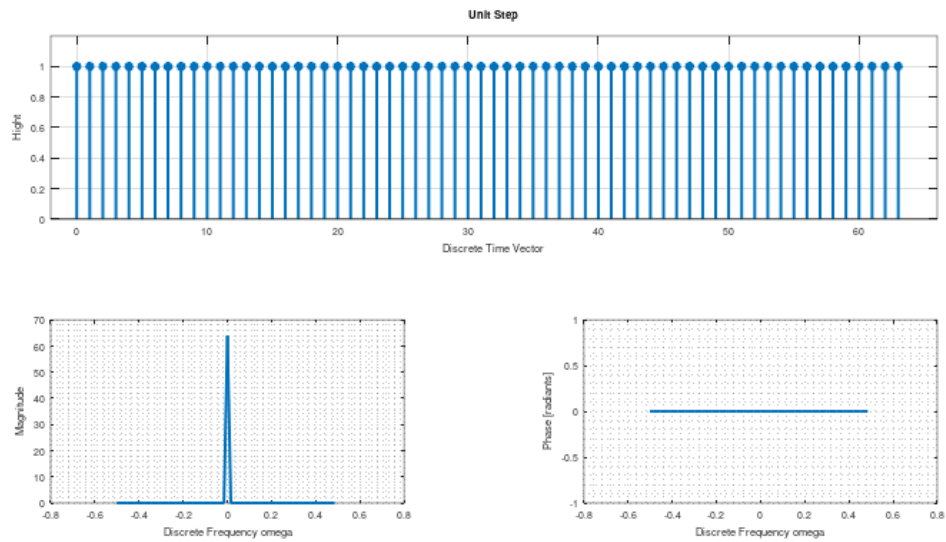 Unit Step
Hight
1
0.8
0.6
0.4
0.2
0
0 10 20 30 40 50 60
Discrete Time Vector
Magnitude
70
60
50
40
30
20
10
0
-0.8 -0.6 -0.4 -0.2 0 0.2 0.4 0.6 0.8
Discrete Frequency omega
Phase [radiants]
1
0.5
0
-0.5
-1
-0.8 -0.6 -0.4 -0.2 0 0.2 0.4 0.6 0.8
Discrete Frequency omega